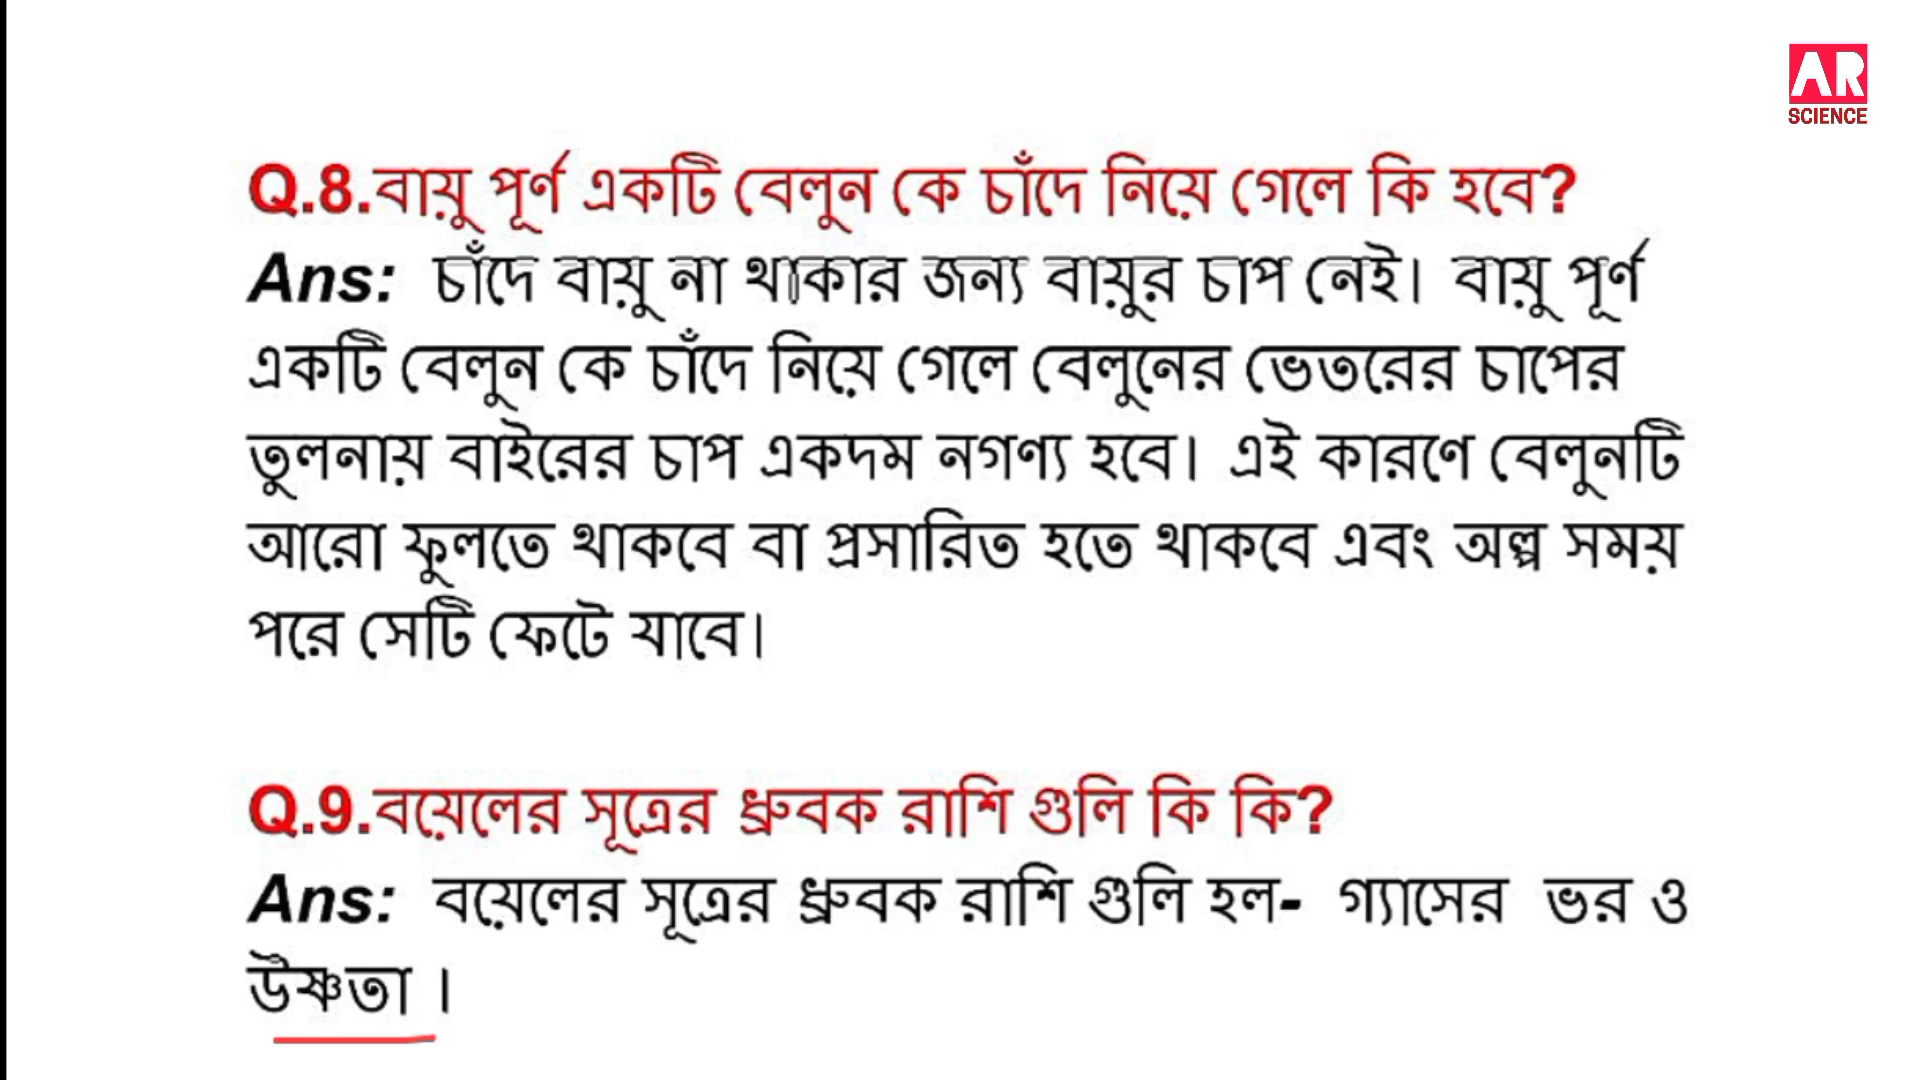 AR
SCIENCE
Q.8.বায়ু পূর্ণ একটি বেলুন কে চাঁদে নিয়ে গেলে কি হবে?
Ans: চাঁদে বায়ু না থাকার জন্য বায়ুর চাপ নেই। বায়ু পূর্ণ
একটি বেলুন কে চাঁদে নিয়ে গেলে বেলুনের ভেতরের চাপের
তুলনায় বাইরের চাপ একদম নগণ্য হবে। এই কারণে বেলুনটি
আরো ফুলতে থাকবে বা প্রসারিত হতে থাকবে এবং অল্প সময়
পরে সেটি ফেটে যাবে।
Q.9.বয়েলের সূত্রের ধ্রুবক রাশি গুলি কি কি?
Ans: বয়েলের সূত্রের ধ্রুবক রাশি গুলি হল- গ্যাসের ভর ও
উষ্ণতা ।